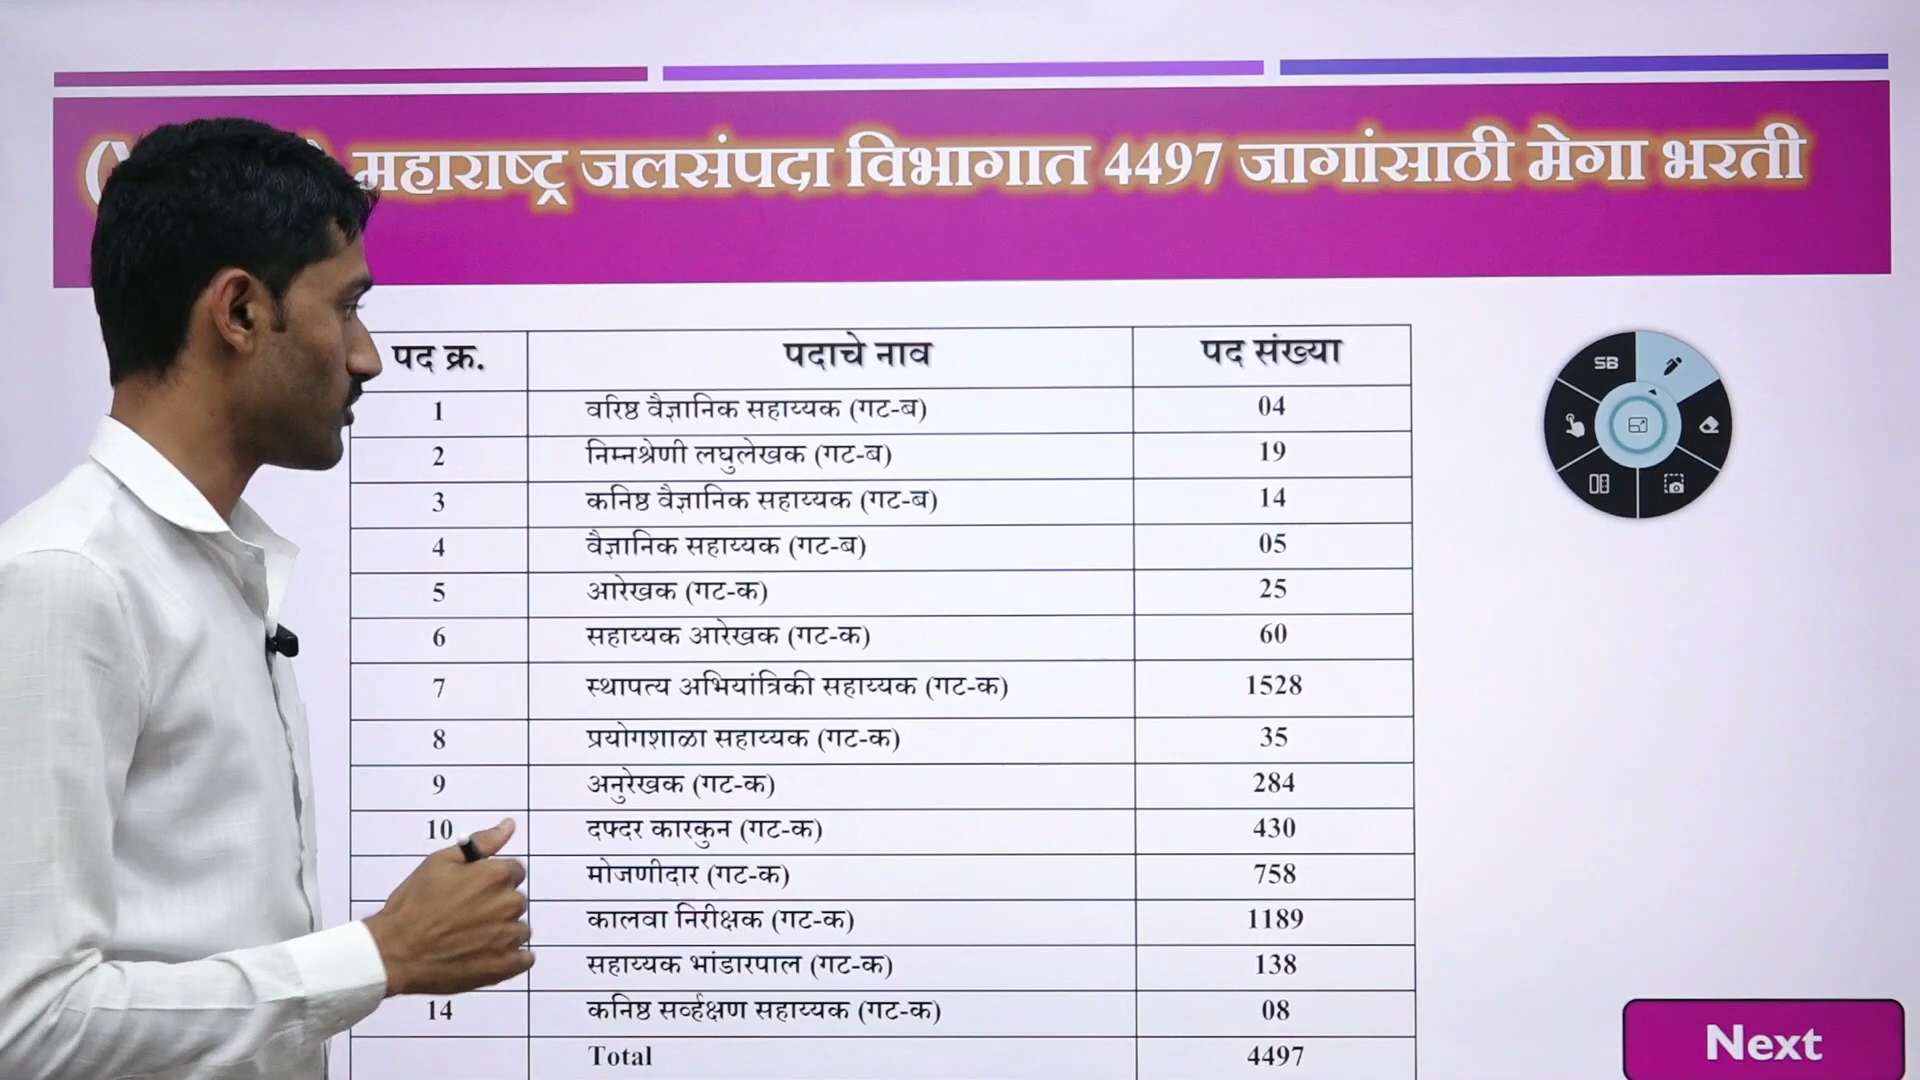 महाराष्ट्र जलसंपदा विभागात 4497 जागांसाठी मेगा भरती
पद क्र. पदाचे नाव पद संख्या
1 वरिष्ठ वैज्ञानिक सहाय्यक (गट-ब) 04
2 निम्नश्रेणी लघुलेखक (गट-ब) 19
3 कनिष्ठ वैज्ञानिक सहाय्यक (गट-ब) 14
4 वैज्ञानिक सहाय्यक (गट-ब) 05
5 आरेखक (गट-क) 25
6 सहाय्यक आरेखक (गट-क) 60
7 स्थापत्य अभियांत्रिकी सहाय्यक (गट-क) 1528
8 प्रयोगशाळा सहाय्यक (गट-क) 35
9 अनुरेखक (गट-क) 284
10 दफ्दर कारकुन (गट-क) 430
मोजणीदार (गट-क) 758
कालवा निरीक्षक (गट-क) 1189
सहाय्यक भांडारपाल (गट-क) 138
14 कनिष्ठ सर्व्हेक्षण सहाय्यक (गट-क) 08
Total 4497
SB
Next